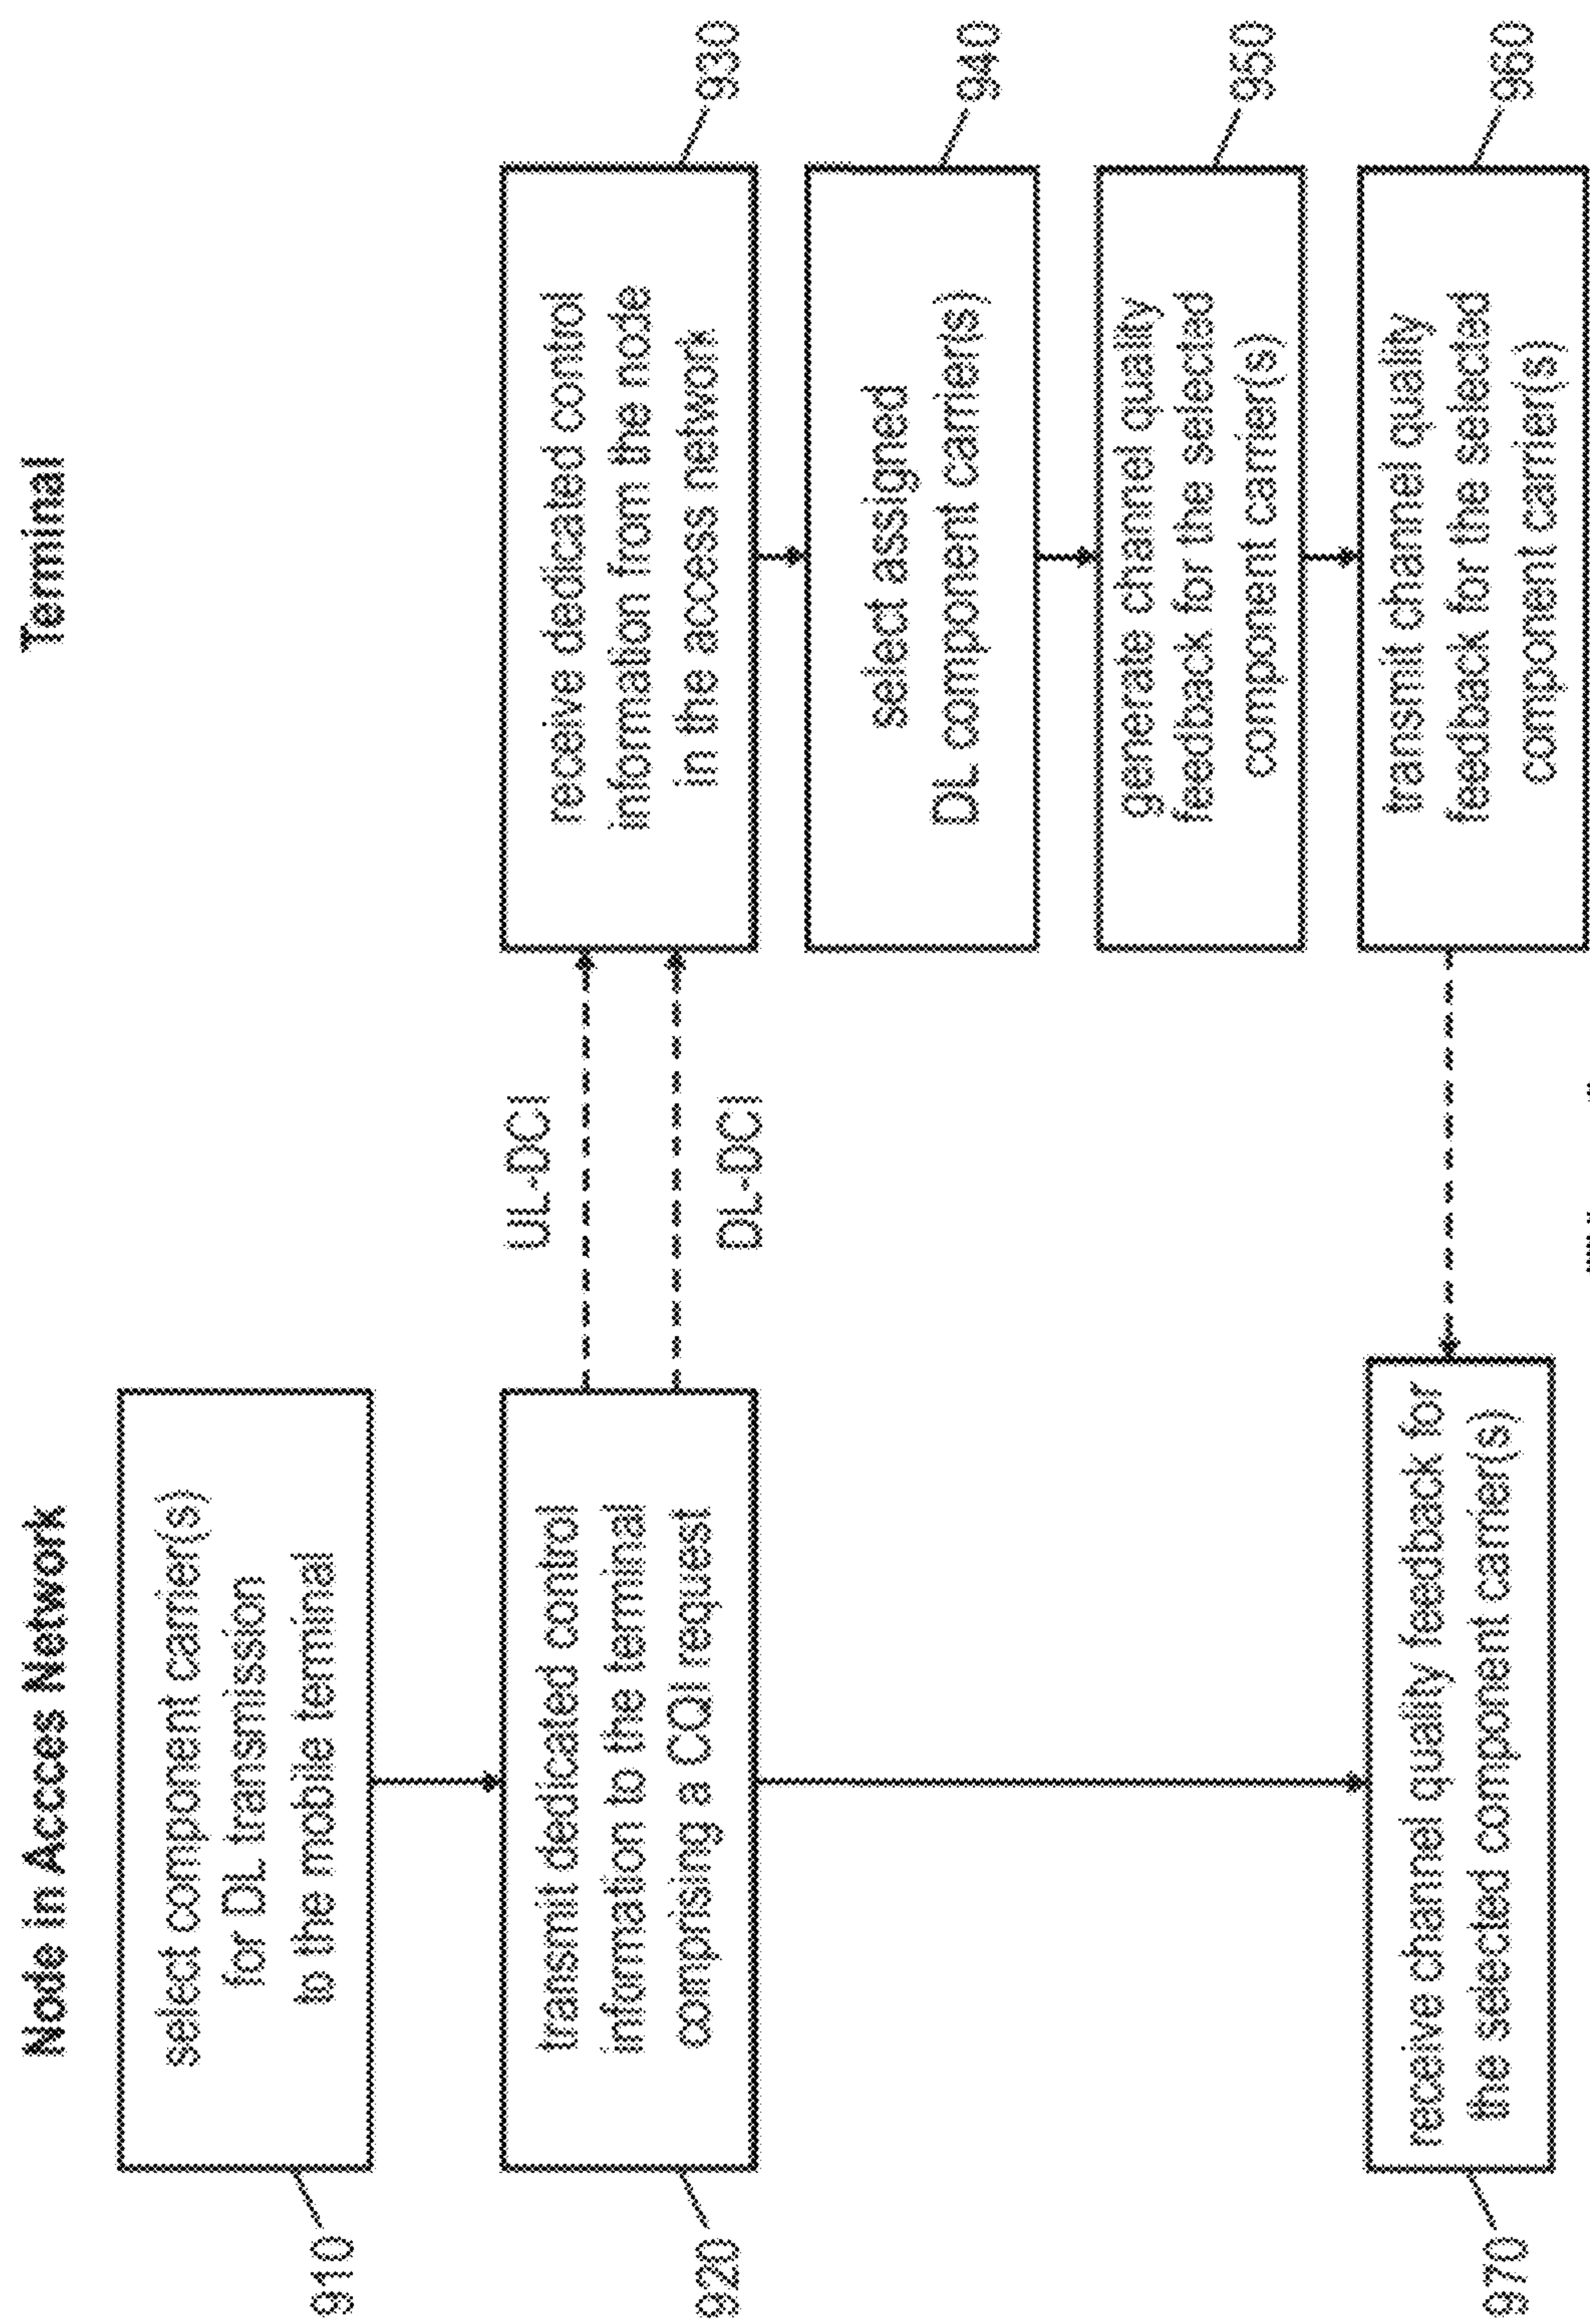 Node in Access Network
Terminal
select component carrier(s)
for DL transmission
to the mobile terminal
910
transmit dedicated control
information to the terminal
comprising a CQI request
920
UL-DCI
DL-DCI
receive dedicated control
information from the node
in the access network
930
select assigned
DL component carrier(s)
940
generate channel quality
feedback for the selected
component carrier(s)
950
transmit channel quality
feedback for the selected
component carrier(s)
960
receive channel quality feedback for
the selected component carrier(s)
970